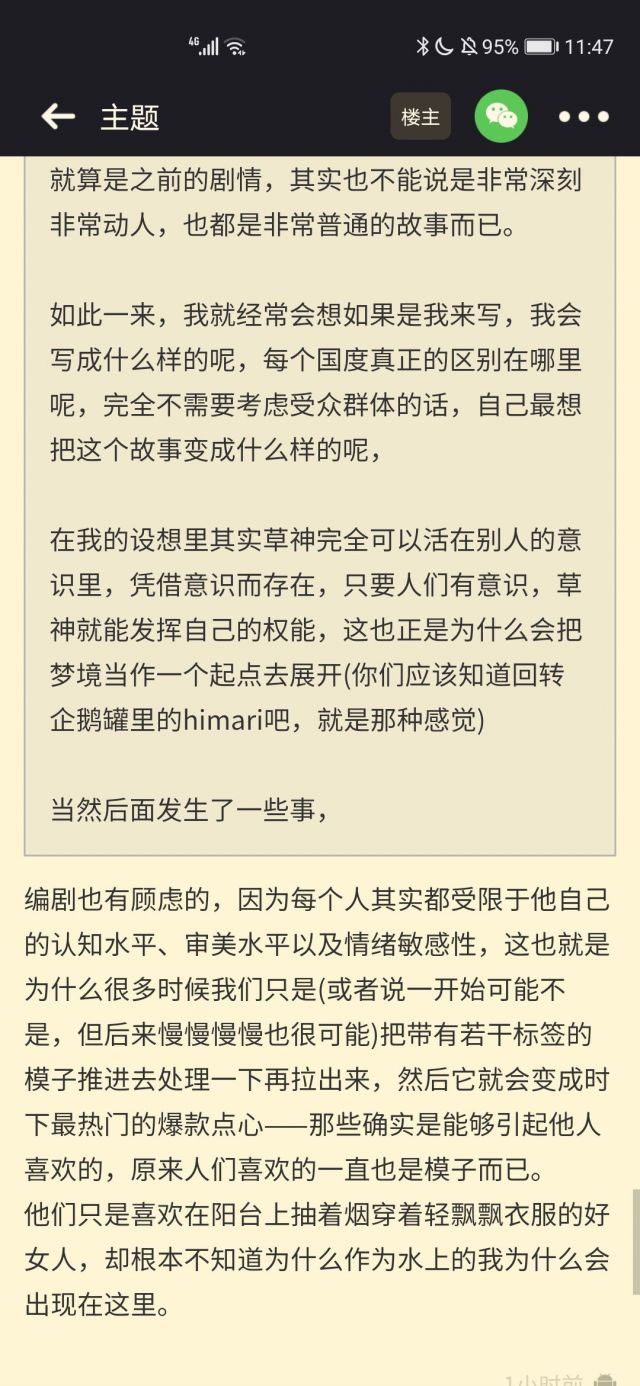 4G 95% 11:47
主题 楼主
就算是之前的剧情，其实也不能说是非常深刻
非常动人，也都是非常普通的故事而已。
如此一来，我就经常会想如果是我来写，我会
写成什么样的呢，每个国度真正的区别在哪里
呢，完全不需要考虑受众群体的话，自己最想
把这个故事变成什么样的呢，
在我的设想里其实草神完全可以活在别人的意
识里，凭借意识而存在，只要人们有意识，草
神就能发挥自己的权能，这也正是为什么会把
梦境当作一个起点去展开(你们应该知道回转
企鹅罐里的himari吧，就是那种感觉)
当然后面发生了一些事，
编剧也有顾虑的，因为每个人其实都受限于他自己
的认知水平、审美水平以及情绪敏感性，这也就是
为什么很多时候我们只是(或者说一开始可能不
是，但后来慢慢慢慢也很可能)把带有若干标签的
模子推进去处理一下再拉出来，然后它就会变成时
下最热门的爆款点心——那些确实是能够引起他人
喜欢的，原来人们喜欢的一直也是模子而已。
他们只是喜欢在阳台上抽着烟穿着轻飘飘衣服的好
女人，却根本不知道为什么作为水上的我为什么会
出现在这里。
1小时前